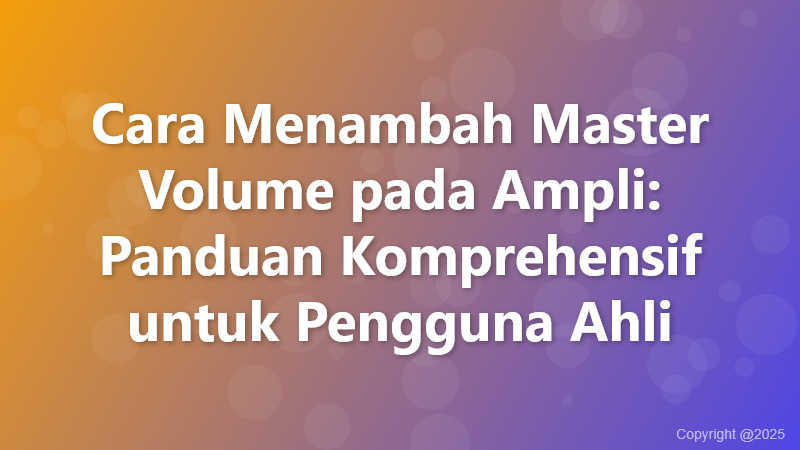 Cara Menambah Master
Volume pada Ampli:
Panduan Komprehensif
untuk Pengguna Ahli
Copyright @2025